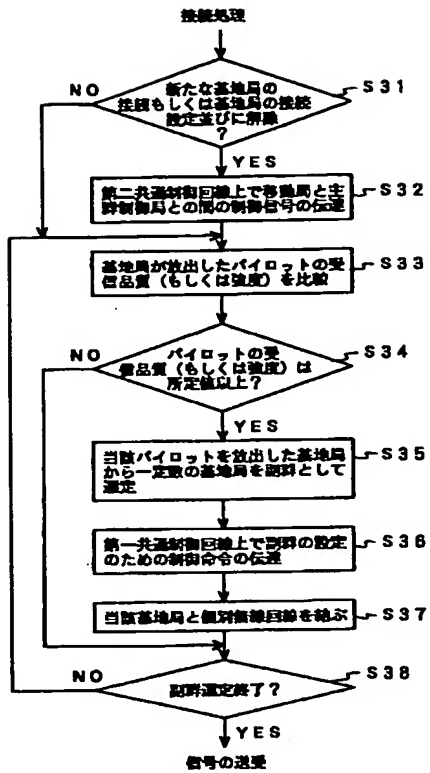 接続処理
新たな基地局の
接続もしくは基地局の接続
設定並びに解除
?
S31
NO
YES
第二共通制御回線上で移動局と主
群制御局との間の制御信号の伝達
S32
基地局が放出したパイロットの受
信品質(もしくは強度)を比較
S33
パイロットの受
信品質(もしくは強度)は
所定値以上?
S34
NO
YES
当該パイロットを放出した基地局
から一定数の基地局を副群として
選定
S35
第一共通制御回線上で副群の設定
のための制御命令の伝達
S36
当該基地局と個別無線回線を結ぶ
S37
副群選定終了?
S38
NO
YES
信号の送受